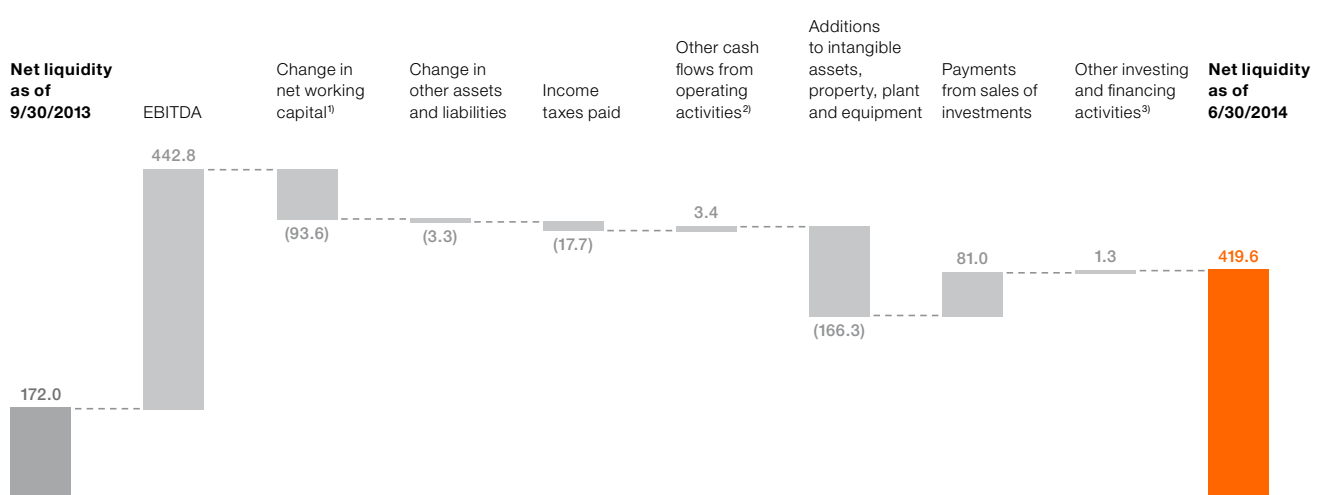 Net liquidity
as of
9/30/2013
EBITDA
Change in
net working
capital¹⁾
Change in
other assets
and liabilities
Income
taxes paid
Other cash
flows from
operating
activities²⁾
Additions
to intangible
assets,
property, plant
and equipment
Payments
from sales of
investments
Other investing
and financing
activities³⁾
Net liquidity
as of
6/30/2014
172.0
442.8
(93.6)
(3.3)
(17.7)
3.4
(166.3)
81.0
1.3
419.6